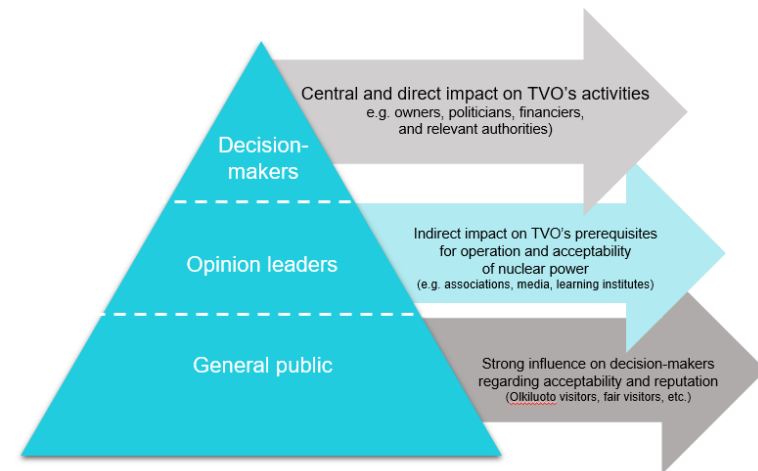 Central and direct impact on TVO's activities
e.g. owners, politicians, financiers,
and relevant authorities)
Decision-
makers
Indirect impact on TVO's prerequisites
for operation and acceptability
of nuclear power
(e.g. associations, media, learning institutes)
Opinion leaders
Strong influence on decision-makers
regarding acceptability and reputation
(Olkiluoto visitors, fair visitors, etc.)
General public